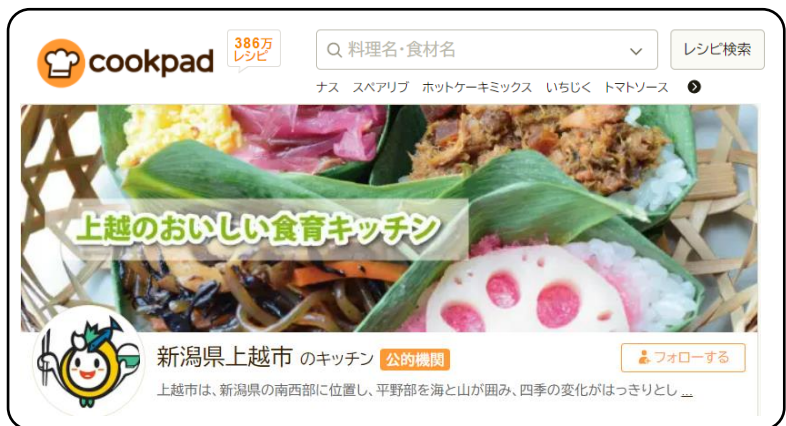 cookpad
386万
レシピ
料理名・食材名
レシピ検索
ナス スペアリブ ホットケーキミックス いちじく トマトソース
上越のおいしい食育キッチン
新潟県上越市 のキッチン 公的機関
フォローする
上越市は、新潟県の南西部に位置し、平野部を海と山が囲み、四季の変化がはっきりとし ...